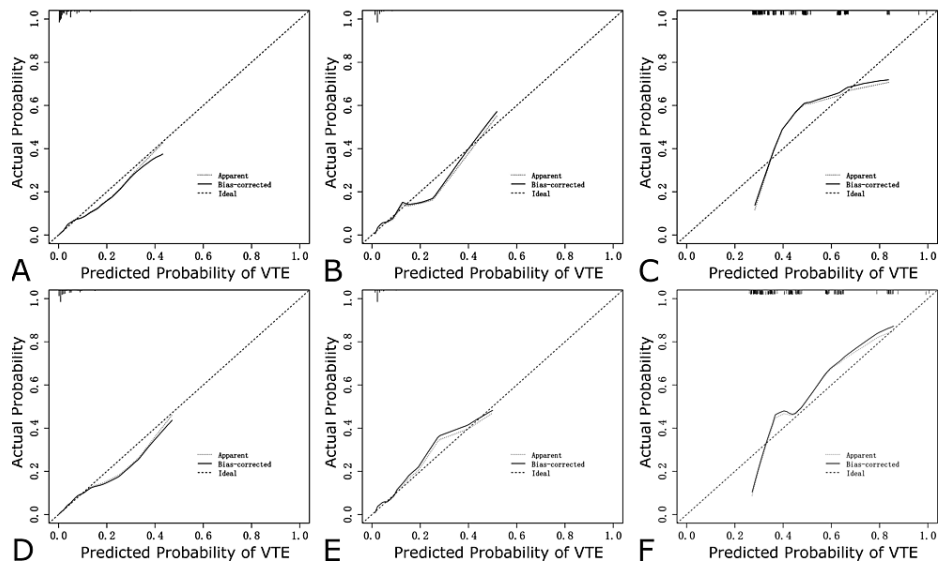 Actual Probability
0.0 0.2 0.4 0.6 0.8 1.0
Apparent
Bias-corrected
Ideal
0.0 0.2 0.4 0.6 0.8 1.0
A Predicted Probability of VTE
Actual Probability
0.0 0.2 0.4 0.6 0.8 1.0
Apparent
Bias-corrected
Ideal
0.0 0.2 0.4 0.6 0.8 1.0
B Predicted Probability of VTE
Actual Probability
0.0 0.2 0.4 0.6 0.8 1.0
Apparent
Bias-corrected
Ideal
0.0 0.2 0.4 0.6 0.8 1.0
C Predicted Probability of VTE
Actual Probability
0.0 0.2 0.4 0.6 0.8 1.0
Apparent
Bias-corrected
Ideal
0.0 0.2 0.4 0.6 0.8 1.0
D Predicted Probability of VTE
Actual Probability
0.0 0.2 0.4 0.6 0.8 1.0
Apparent
Bias-corrected
Ideal
0.0 0.2 0.4 0.6 0.8 1.0
E Predicted Probability of VTE
Actual Probability
0.0 0.2 0.4 0.6 0.8 1.0
Apparent
Bias-corrected
Ideal
0.0 0.2 0.4 0.6 0.8 1.0
F Predicted Probability of VTE